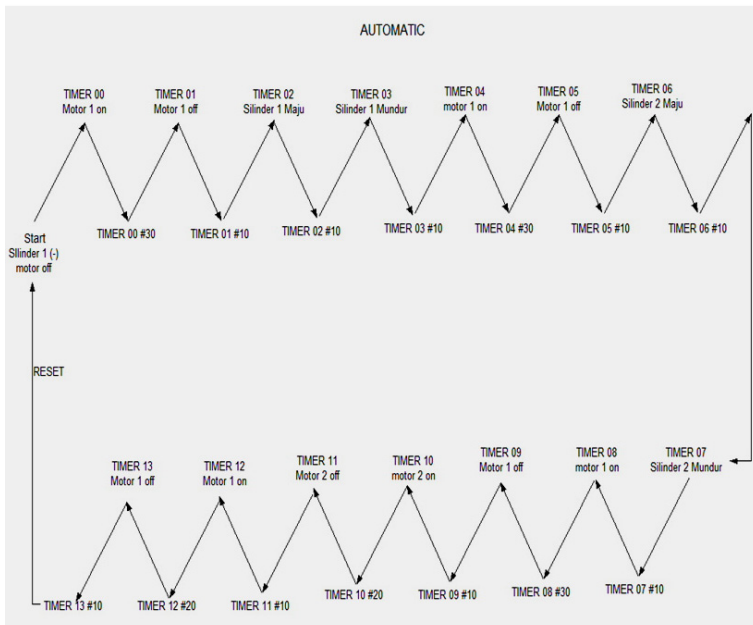 AUTOMATIC
TIMER 00
Motor 1 on
TIMER 01
Motor 1 off
TIMER 02
Silinder 1 Maju
TIMER 03
Silinder 1 Mundur
TIMER 04
motor 1 on
TIMER 05
Motor 1 off
TIMER 06
Silinder 2 Maju
Start
SIlinder 1 (-)
motor off
TIMER 00 #30
TIMER 01 #10
TIMER 02 #10
TIMER 03 #10
TIMER 04 #30
TIMER 05 #10
TIMER 06 #10
RESET
TIMER 13
Motor 1 off
TIMER 12
Motor 1 on
TIMER 11
Motor 2 off
TIMER 10
motor 2 on
TIMER 09
Motor 1 off
TIMER 08
motor 1 on
TIMER 07
Silinder 2 Mundur
TIMER 13 #10
TIMER 12 #20
TIMER 11 #10
TIMER 10 #20
TIMER 09 #10
TIMER 08 #30
TIMER 07 #10